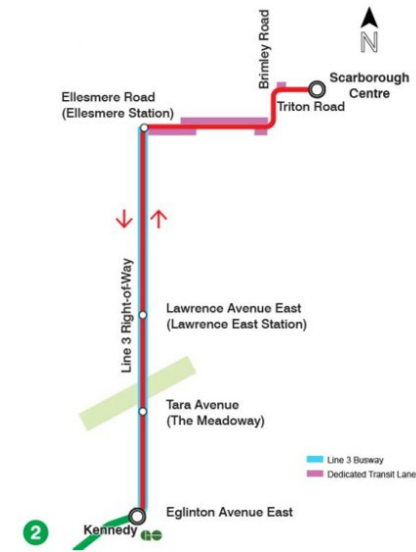 Brimley Road
N
Scarborough
Centre
Triton Road
Ellesmere Road
(Ellesmere Station)
Line 3 Right-of-Way
Lawrence Avenue East
(Lawrence East Station)
Tara Avenue
(The Meadoway)
Line 3 Busway
Dedicated Transit Lane
Eglinton Avenue East
2
Kennedy
GO